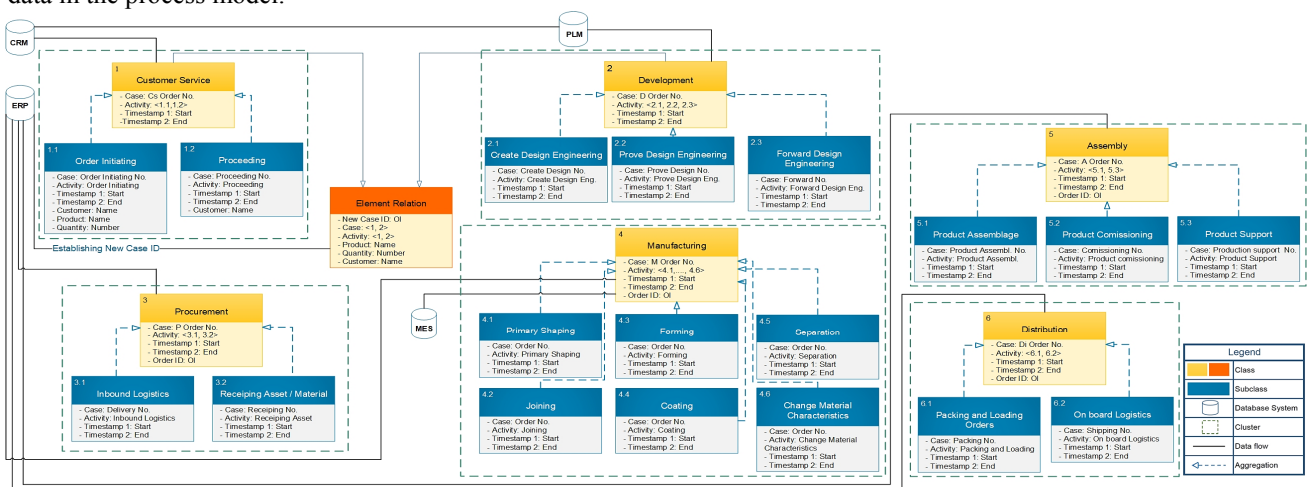 data in the process model.
CRM
PLM
ERP
1
Customer Service
- Case: Cs Order No.
- Activity: <1.1,1.2>
- Timestamp 1: Start
-Timestamp 2: End
1.1
Order Initiating
- Case: Order Initiating No.
- Activity: Order Initiating
- Timestamp 1: Start
- Timestamp 2: End
- Customer: Name
- Product: Name
- Quantity: Number
1.2
Proceeding
- Case: Proceeding No.
- Activity: Proceeding
- Timestamp 1: Start
- Timestamp 2: End
- Customer: Name
Establishing New Case ID
Element Relation
- New Case ID: OI
- Case: <1, 2>
- Activity: <1, 2>
- Product: Name
- Quantity: Number
- Customer: Name
2
Development
- Case: D Order No.
- Activity: <2.1, 2.2, 2.3>
- Timestamp 1: Start
- Timestamp 2: End
2.1
Create Design Engineering
- Case: Create Design No.
- Activity: Create Design Eng.
- Timestamp 1: Start
- Timestamp 2: End
2.2
Prove Design Engineering
- Case: Prove Design No.
- Activity: Prove Design Eng.
- Timestamp 1: Start
- Timestamp 2: End
2.3
Forward Design
Engineering
- Case: Forward No.
- Activity: Forward Design Eng.
- Timestamp 1: Start
- Timestamp 2: End
3
Procurement
- Case: P Order No.
- Activity: <3.1, 3.2>
- Timestamp 1: Start
- Timestamp 2: End
- Order ID: OI
3.1
Inbound Logistics
- Case: Delivery No.
- Activity: Inbound Logistics
- Timestamp 1: Start
- Timestamp 2: End
3.2
Receiping Asset / Material
- Case: Receiping No.
- Activity: Receiping Asset
- Timestamp 1: Start
- Timestamp 2: End
MES
4
Manufacturing
- Case: M Order No.
- Activity: <4.1,...., 4.6>
- Timestamp 1: Start
- Timestamp 2: End
- Order ID: OI
4.1
Primary Shaping
- Case: Order No.
- Activity: Primary Shaping
- Timestamp 1: Start
- Timestamp 2: End
4.3
Forming
- Case: Order No.
- Activity: Forming
- Timestamp 1: Start
- Timestamp 2: End
4.5
Separation
- Case: Order No.
- Activity: Separation
- Timestamp 1: Start
- Timestamp 2: End
4.2
Joining
- Case: Order No.
- Activity: Joining
- Timestamp 1: Start
- Timestamp 2: End
4.4
Coating
- Case: Order No.
- Activity: Coating
- Timestamp 1: Start
- Timestamp 2: End
4.6
Change Material
Characteristics
- Case: Order No.
- Activity: Change Material
Characteristics
- Timestamp 1: Start
- Timestamp 2: End
5
Assembly
- Case: A Order No.
- Activity: <5.1, 5.3>
- Timestamp 1: Start
- Timestamp 2: End
- Order ID: OI
5.1
Product Assemblage
- Case: Product Assembl. No.
- Activity: Product Assembl.
- Timestamp 1: Start
- Timestamp 2: End
5.2
Product Comissioning
- Case: Comissioning No.
- Activity: Product comissioning
- Timestamp 1: Start
- Timestamp 2: End
5.3
Product Support
- Case: Production support No.
- Activity: Product Support
- Timestamp 1: Start
- Timestamp 2: End
6
Distribution
- Case: Di Order No.
- Activity: <6.1, 6.2>
- Timestamp 1: Start
- Timestamp 2: End
- Order ID: OI
6.1
Packing and Loading
Orders
- Case: Packing No.
- Activity: Packing and Loading
- Timestamp 1: Start
- Timestamp 2: End
6.2
On board Logistics
- Case: Shipping No.
- Activity: On board Logistics
- Timestamp 1: Start
- Timestamp 2: End
Legend
Class
Subclass
Database System
Cluster
Data flow
Aggregation